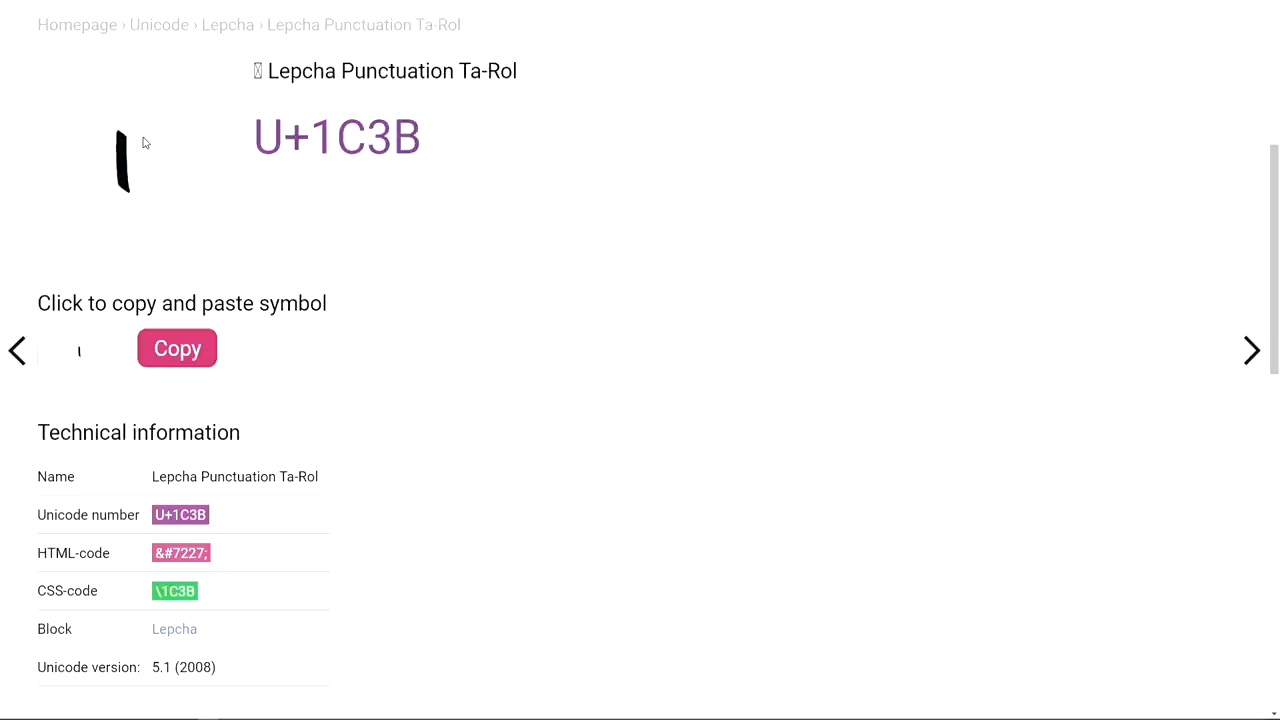 Homepage › Unicode › Lepcha › Lepcha Punctuation Ta-Rol
Lepcha Punctuation Ta-Rol
U+1C3B
᰻
Click to copy and paste symbol
᰻ Copy
Technical information
Name Lepcha Punctuation Ta-Rol
Unicode number U+1C3B
HTML-code &#7227;
CSS-code \1C3B
Block Lepcha
Unicode version: 5.1 (2008)